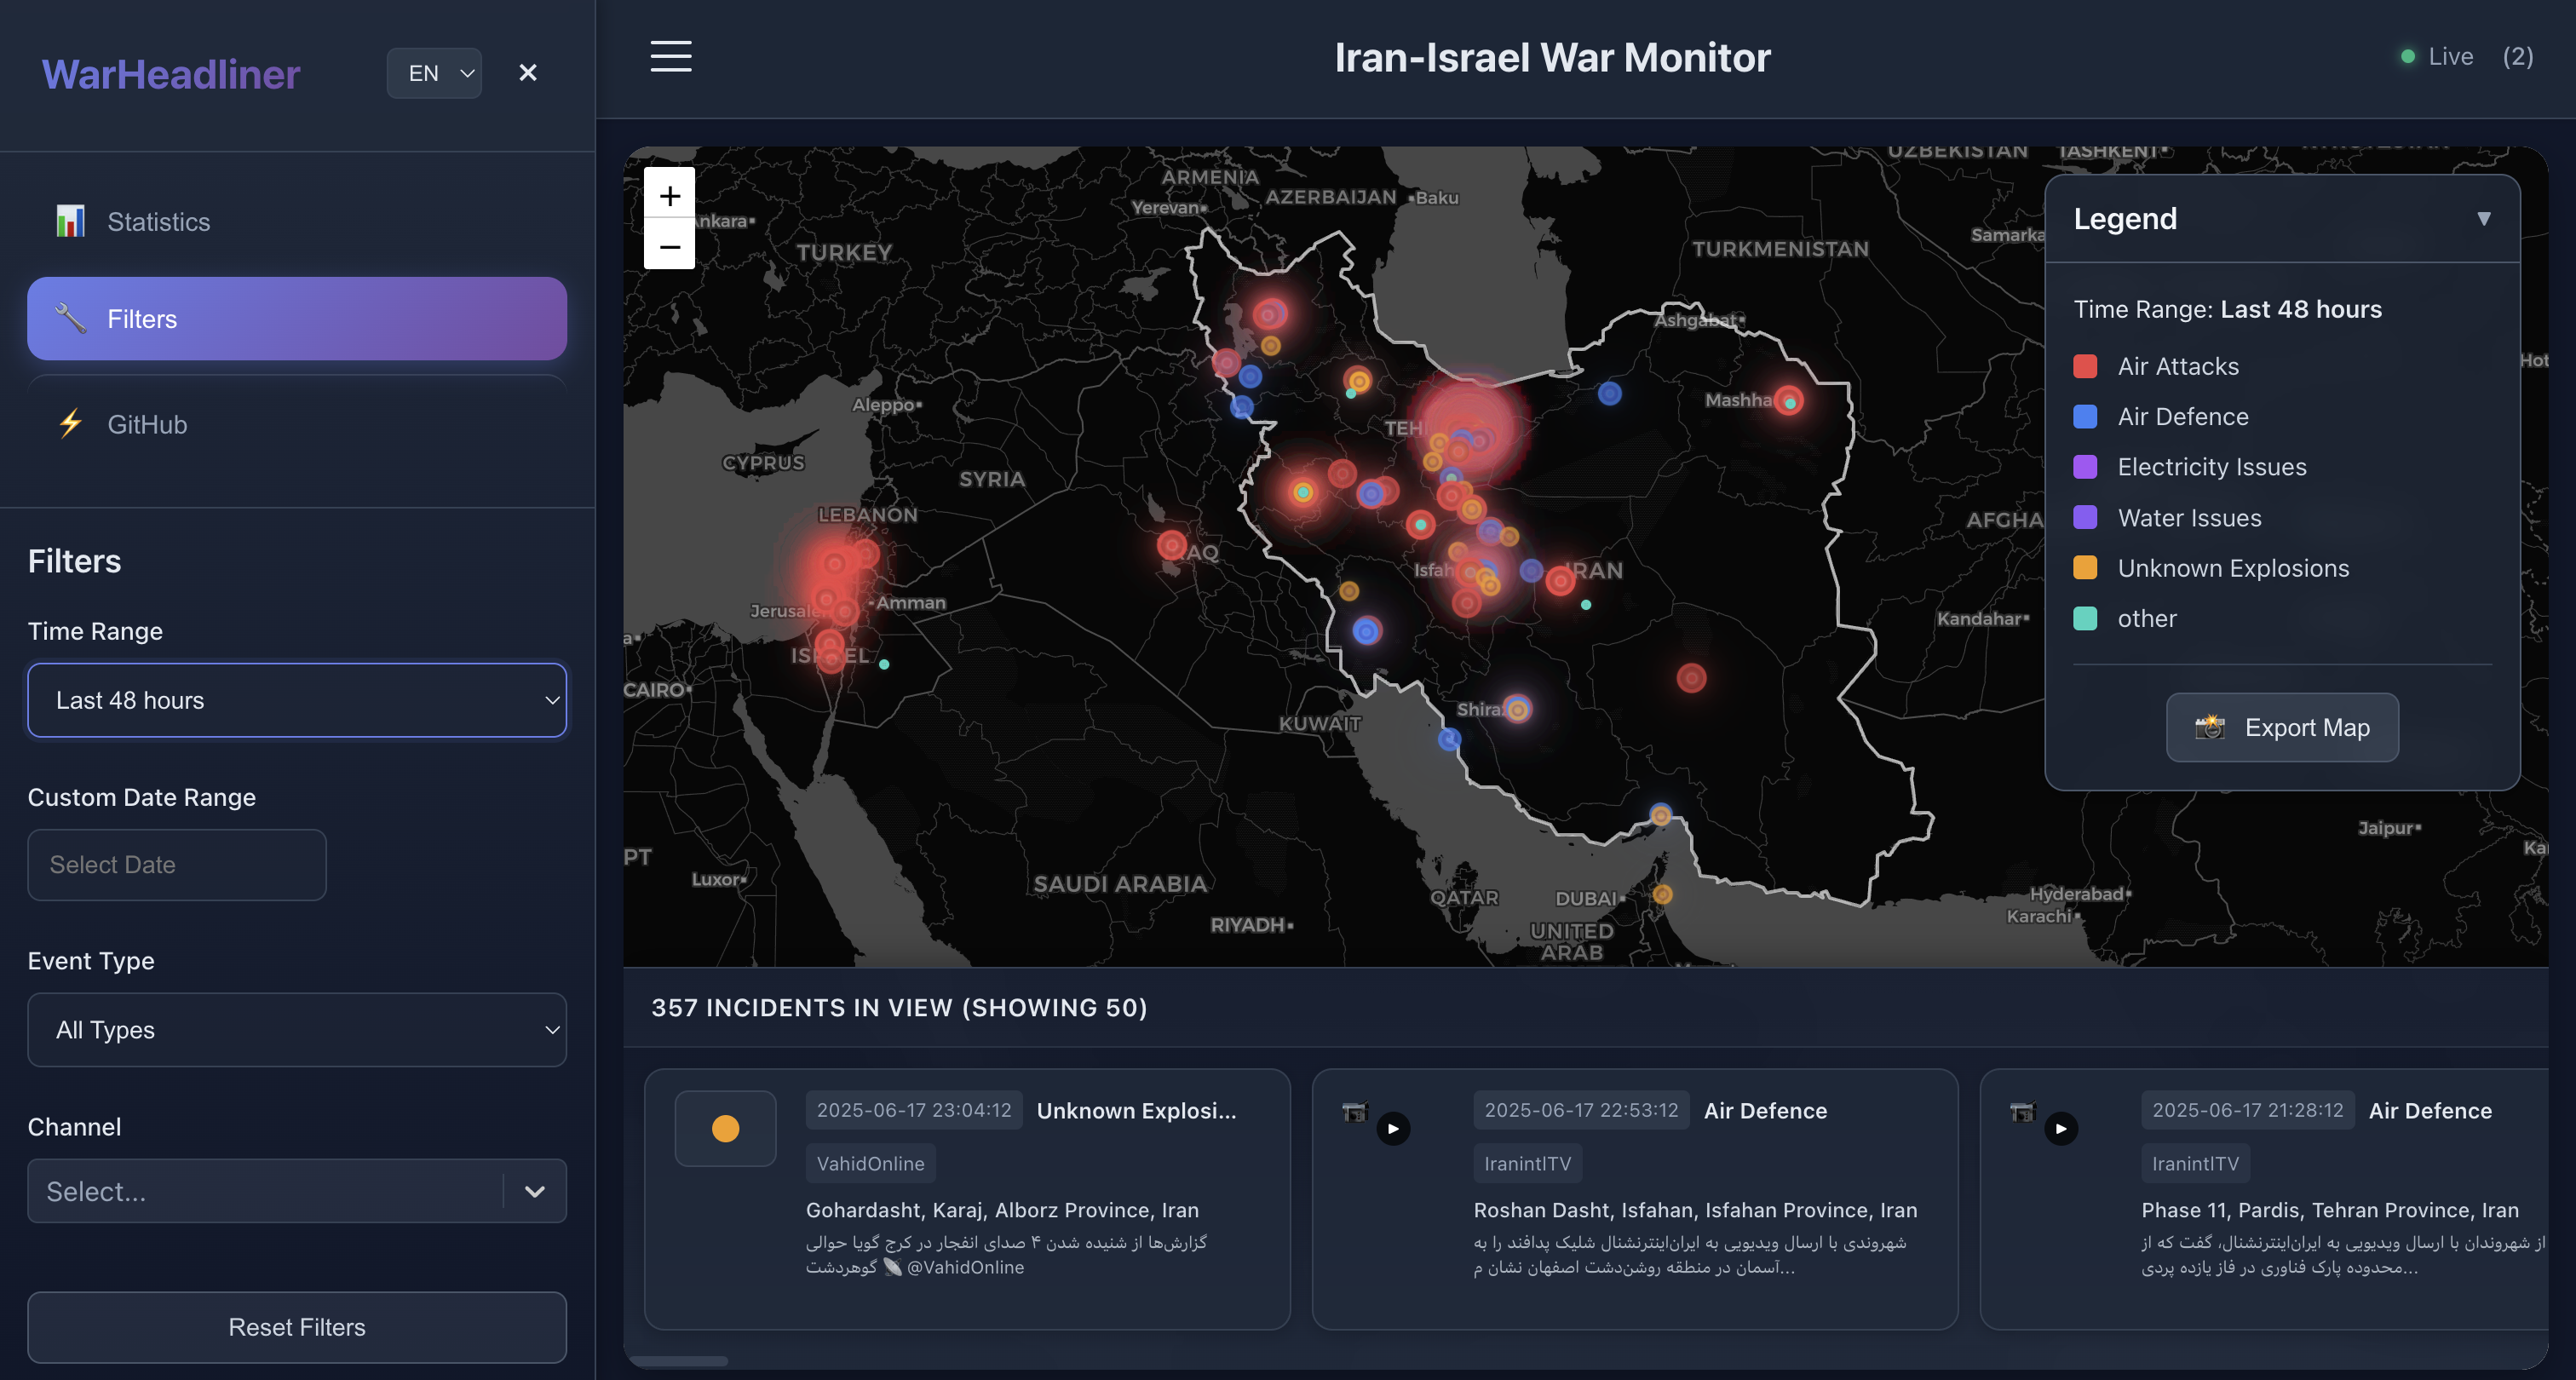 WarHeadliner
EN
Statistics
Filters
GitHub
Filters
Time Range
Last 48 hours
Custom Date Range
Select Date
Event Type
All Types
Channel
Select...
Reset Filters
Iran-Israel War Monitor
Live (2)
+
−
UZBEKISTAN
TASHKENT
ARMENIA
AZERBAIJAN
Baku
Yerevan
nkara
TURKEY
TURKMENISTAN
Samarka
Ashgabat
Hot
Aleppo
Mashha
TEH
CYPRUS
SYRIA
LEBANON
AFGHA
AQ
Isfah
IRAN
Jerusale
Amman
Kandahar
a
IS EL
CAIRO
Shiraz
KUWAIT
Jaipur
PT
Ka
Luxor
SAUDI ARABIA
QATAR
DUBAI
Hyderabad
Karachi
RIYADH
UNITED
ARAB
Legend ▼
Time Range: Last 48 hours
Air Attacks
Air Defence
Electricity Issues
Water Issues
Unknown Explosions
other
Export Map
357 INCIDENTS IN VIEW (SHOWING 50)
2025-06-17 23:04:12 Unknown Explosi...
VahidOnline
Gohardasht, Karaj, Alborz Province, Iran
گزارش‌ها از شنیده شدن ۴ صدای انفجار در کرج گویا حوالی
گوهردشت 📡 @VahidOnline
2025-06-17 22:53:12 Air Defence
IranintlTV
Roshan Dasht, Isfahan, Isfahan Province, Iran
شهروندی با ارسال ویدیویی به ایران‌اینترنشنال شلیک پدافند را به
آسمان در منطقه روشن‌دشت اصفهان نشان م...
2025-06-17 21:28:12 Air Defence
IranintlTV
Phase 11, Pardis, Tehran Province, Iran
از شهروندان با ارسال ویدیویی به ایران‌اینترنشنال، گفت که از
محدوده پارک فناوری در فاز یازده پردی...